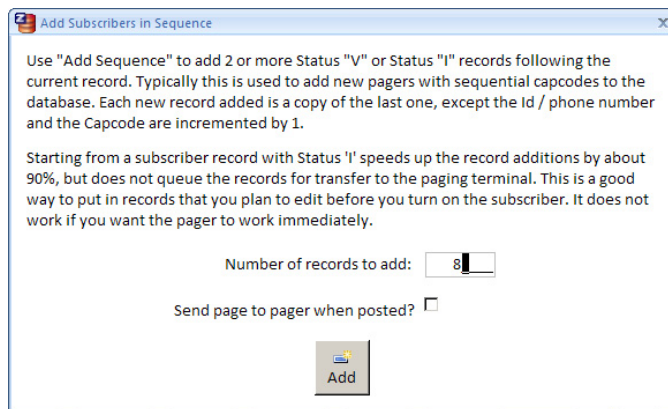 Add Subscribers in Sequence
Use "Add Sequence" to add 2 or more Status "V" or Status "I" records following the
current record. Typically this is used to add new pagers with sequential capcodes to the
database. Each new record added is a copy of the last one, except the Id / phone number
and the Capcode are incremented by 1.
Starting from a subscriber record with Status 'I' speeds up the record additions by about
90%, but does not queue the records for transfer to the paging terminal. This is a good
way to put in records that you plan to edit before you turn on the subscriber. It does not
work if you want the pager to work immediately.
Number of records to add: 8
Send page to pager when posted?
Add